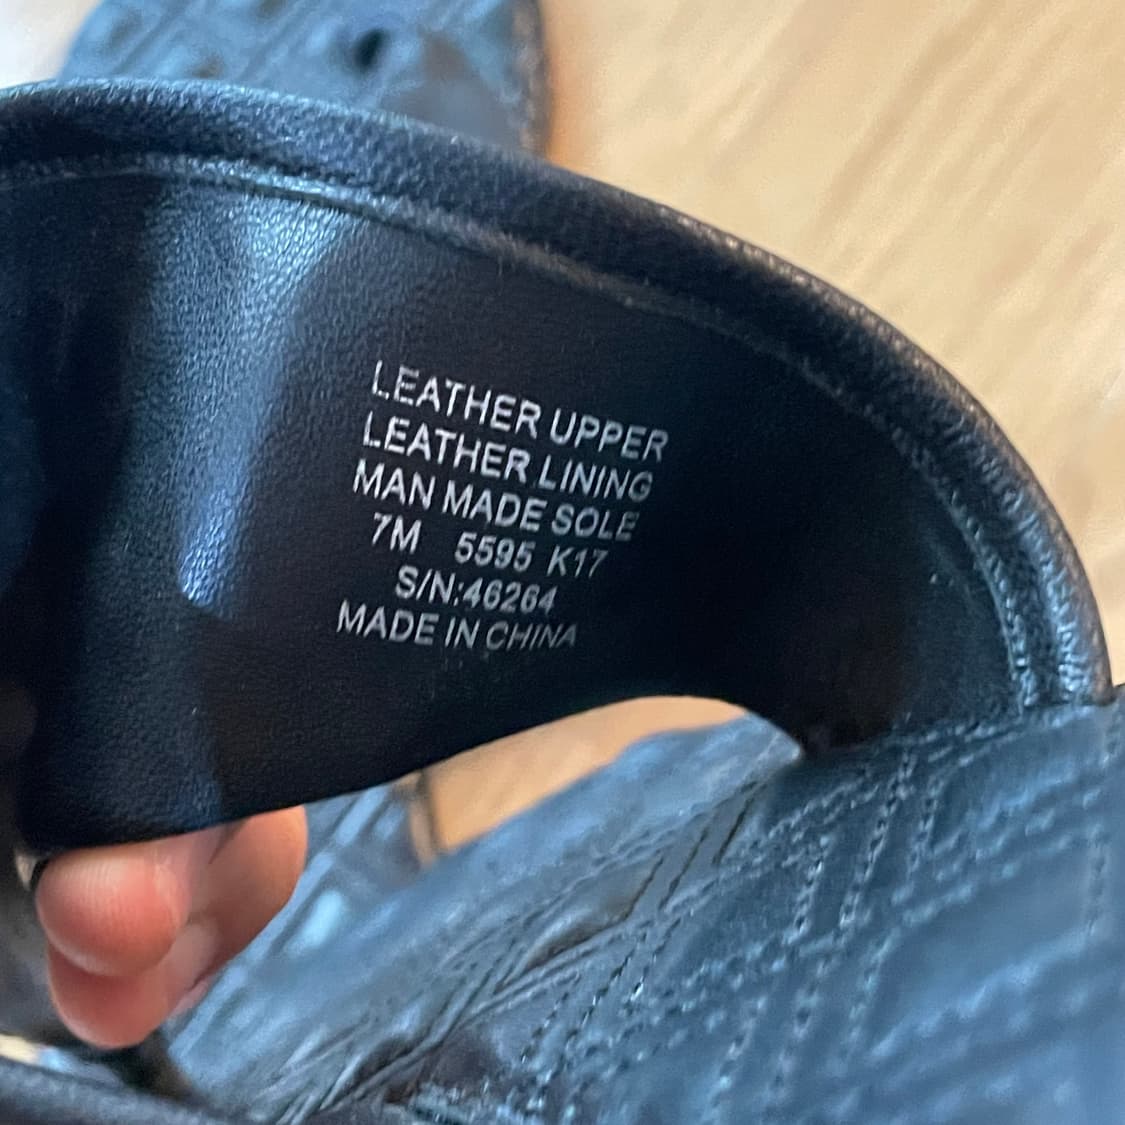 LEATHER UPPER
LEATHER LINING
MAN MADE SOLE
7M 5595 K17
S/N:46264
MADE IN CHINA